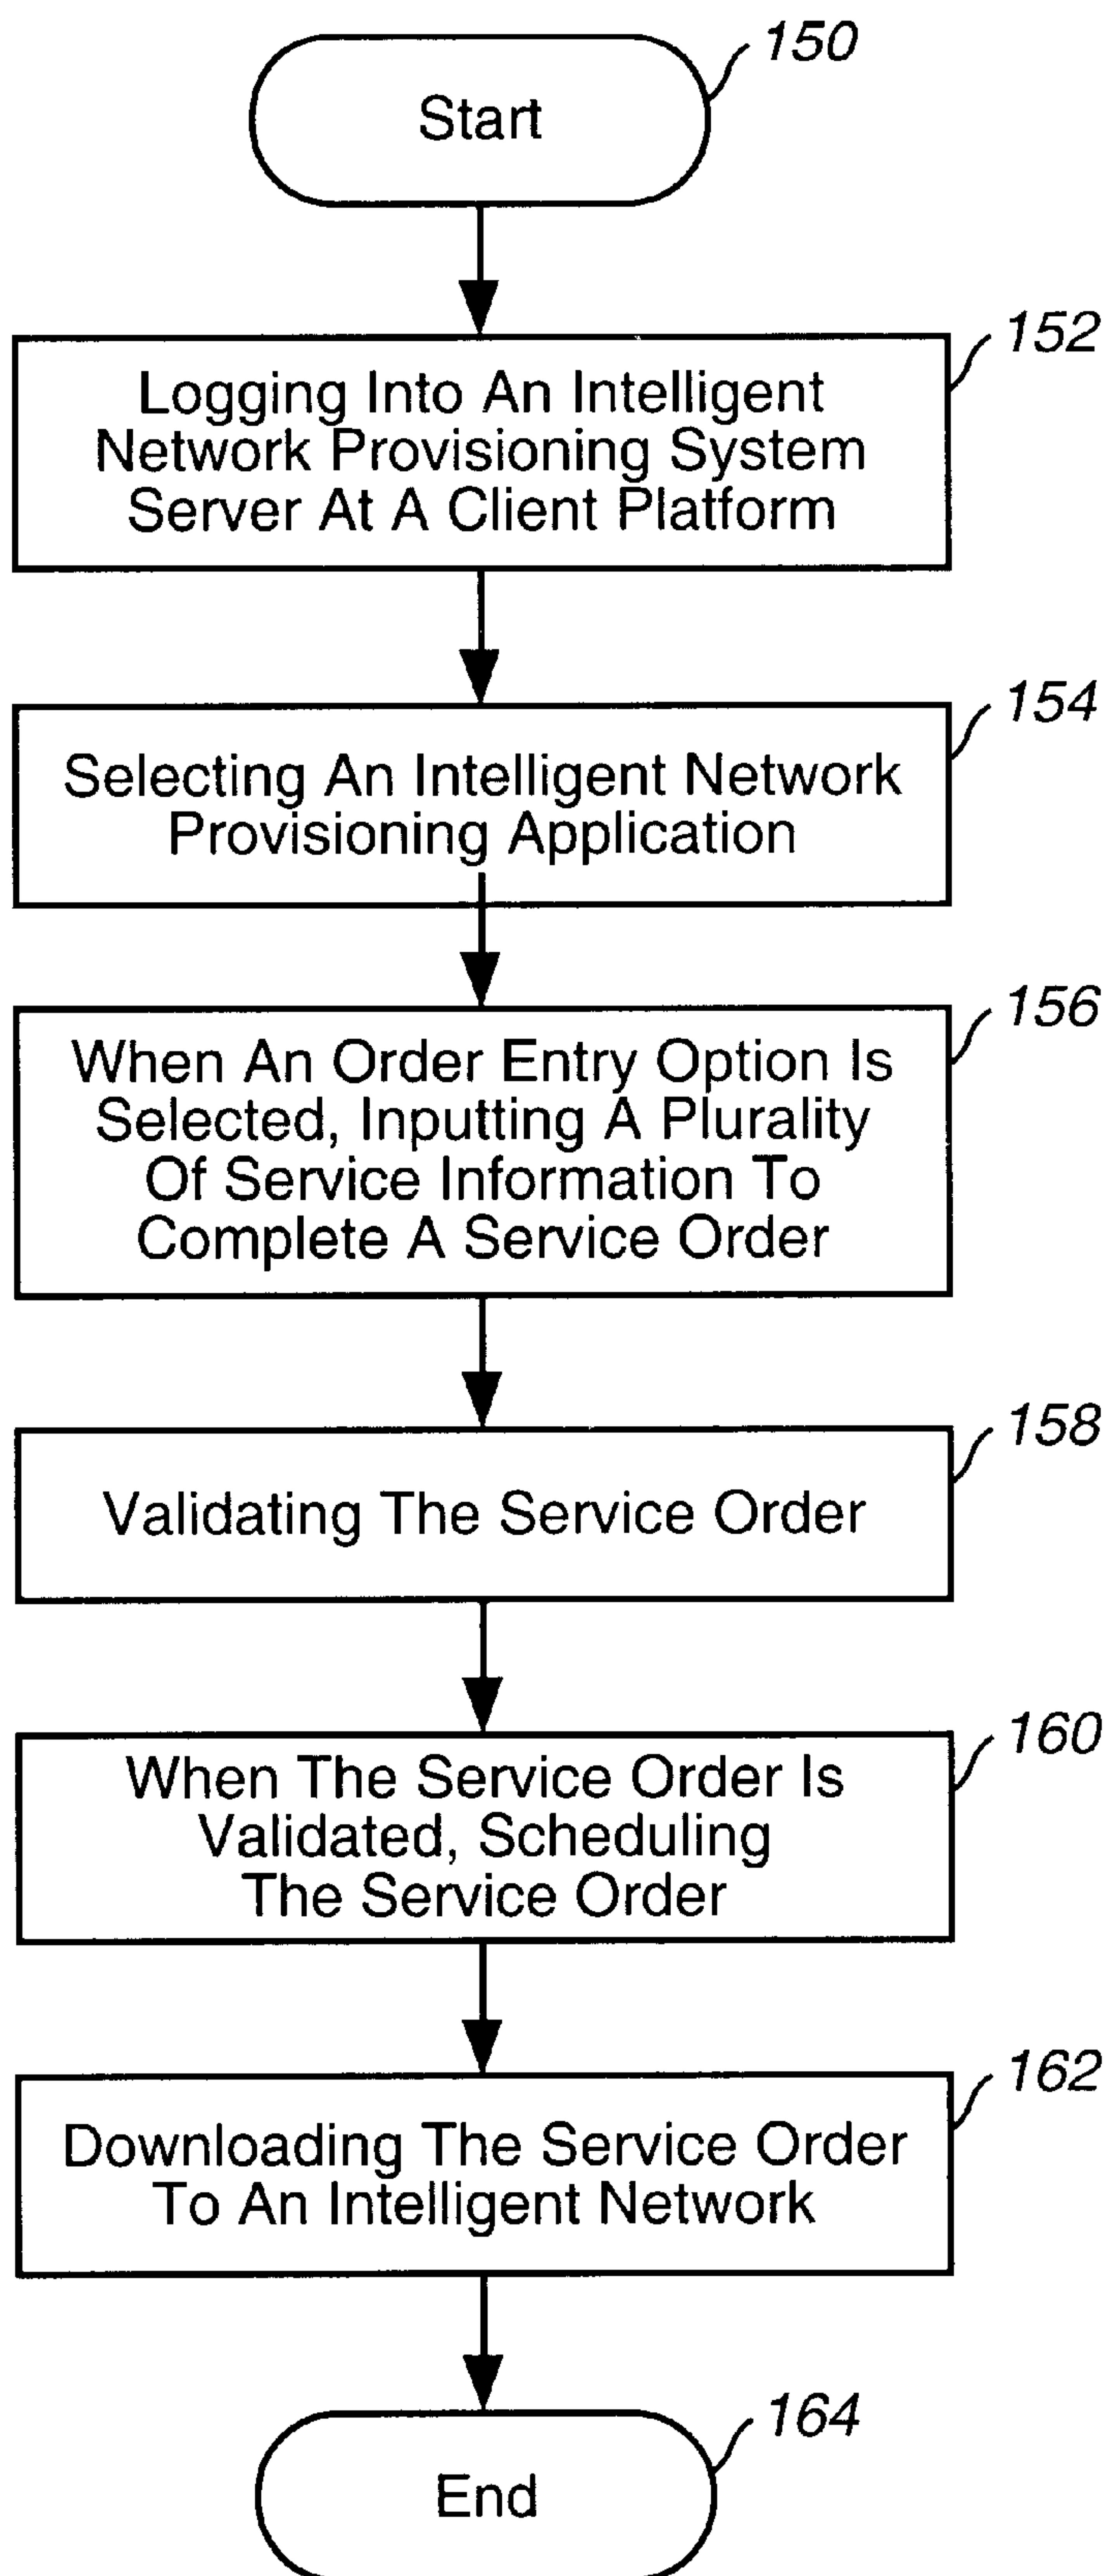 150
Start
152
Logging Into An Intelligent
Network Provisioning System
Server At A Client Platform
154
Selecting An Intelligent Network
Provisioning Application
156
When An Order Entry Option Is
Selected, Inputting A Plurality
Of Service Information To
Complete A Service Order
158
Validating The Service Order
160
When The Service Order Is
Validated, Scheduling
The Service Order
162
Downloading The Service Order
To An Intelligent Network
164
End